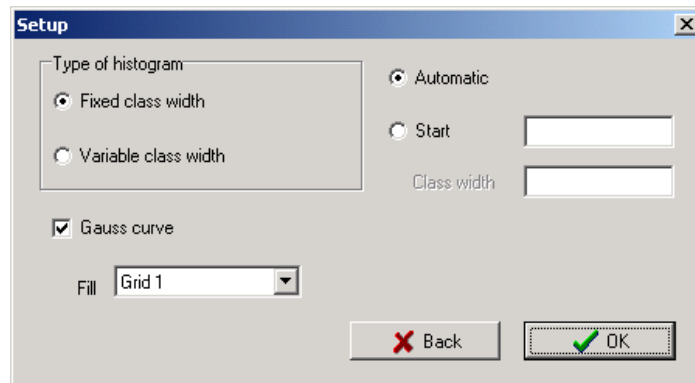 Setup
Type of histogram
Fixed class width
Variable class width
Automatic
Start
Class width
Gauss curve
Fill Grid 1
Back
OK